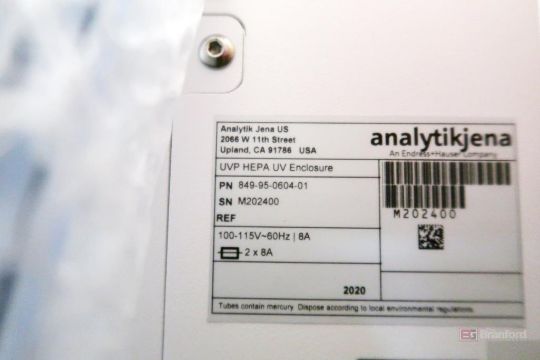 Analytik Jena US
2066 W 11th Street
Upland, CA 91786 USA
analytikjena
An Endress+Hauser Company
UVP HEPA UV Enclosure
PN 849-95-0604-01
SN M202400
M202400
REF
100-115V~60Hz | 8A
2 x 8A
2020
Tubes contain mercury. Dispose according to local environmental regulations.
BG Branford